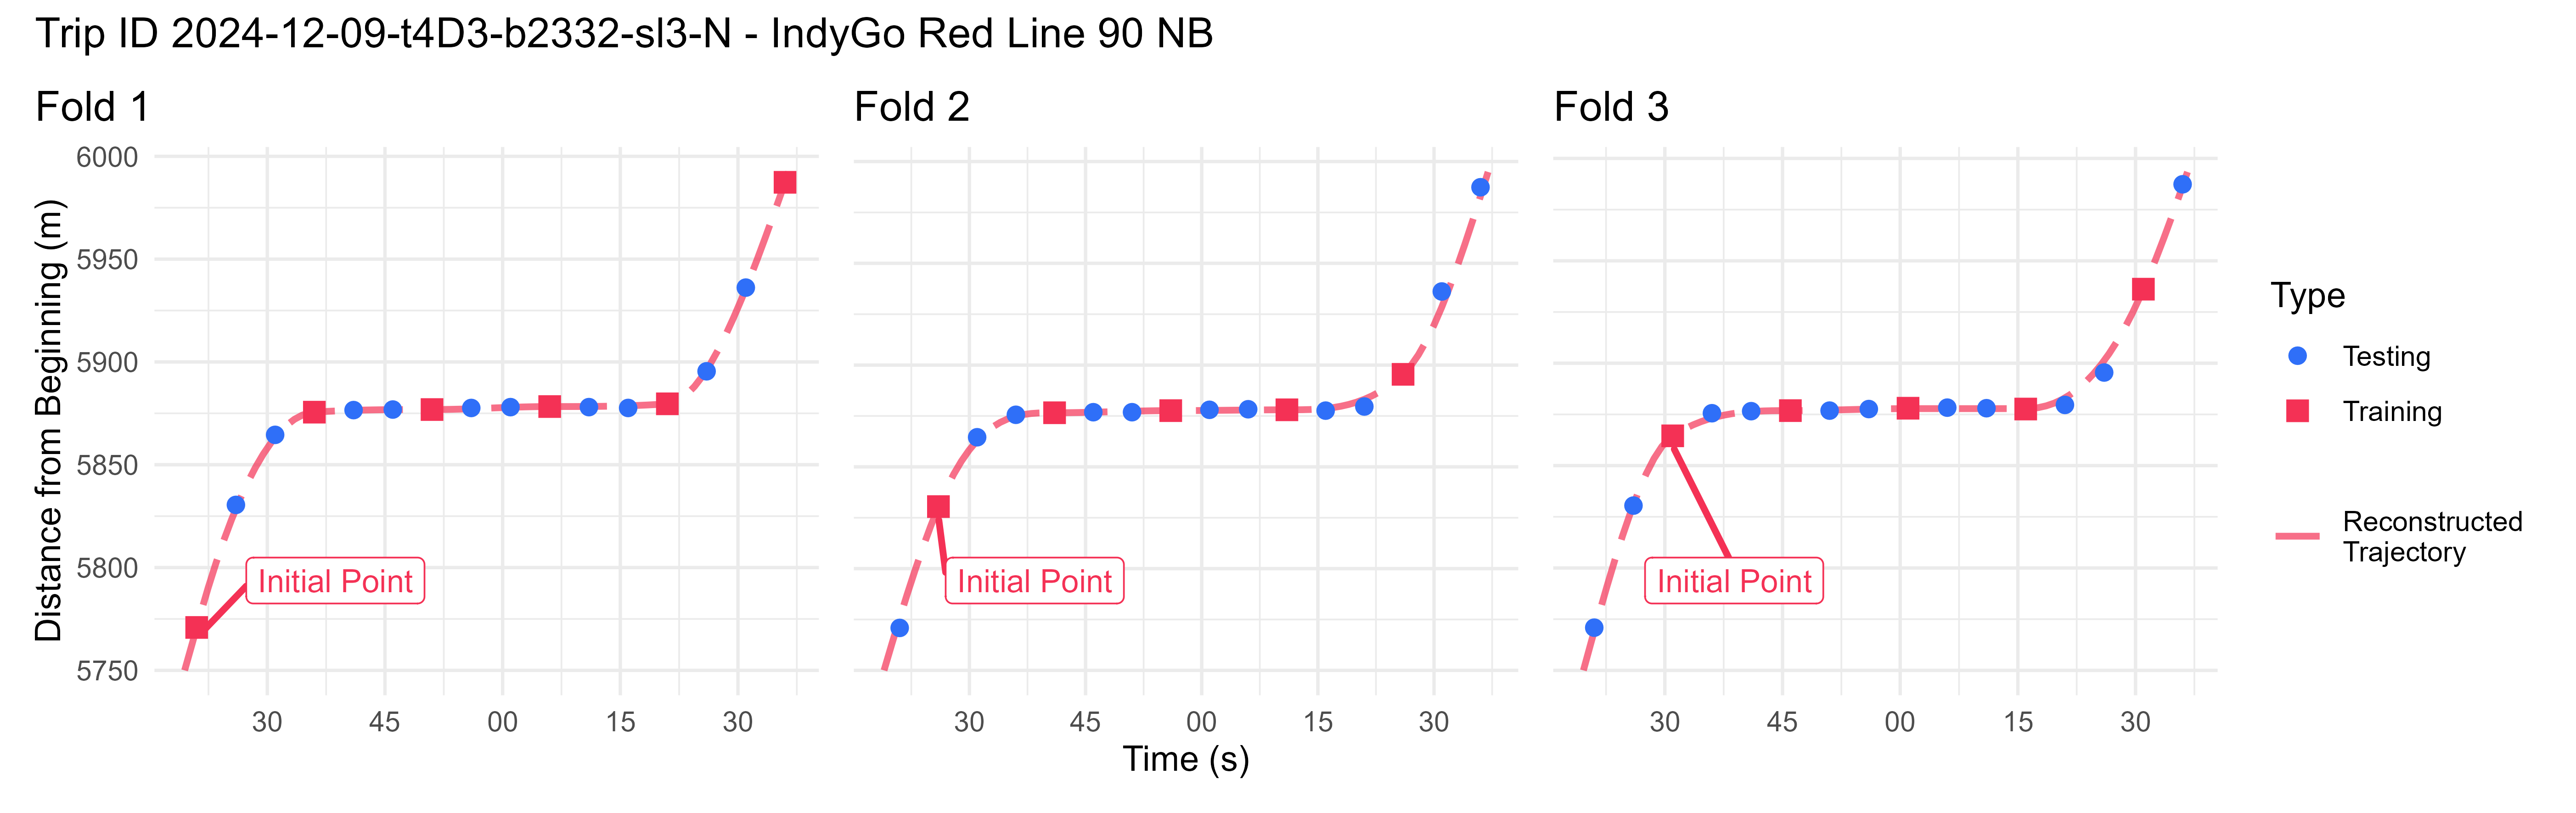 Trip ID 2024-12-09-t4D3-b2332-sl3-N - IndyGo Red Line 90 NB
Fold 1
Fold 2
Fold 3
Distance from Beginning (m)
6000
5950
5900
5850
5800
5750
Initial Point
Initial Point
Initial Point
30 45 00 15 30
30 45 00 15 30
30 45 00 15 30
Time (s)
Type
Testing
Training
Reconstructed
Trajectory